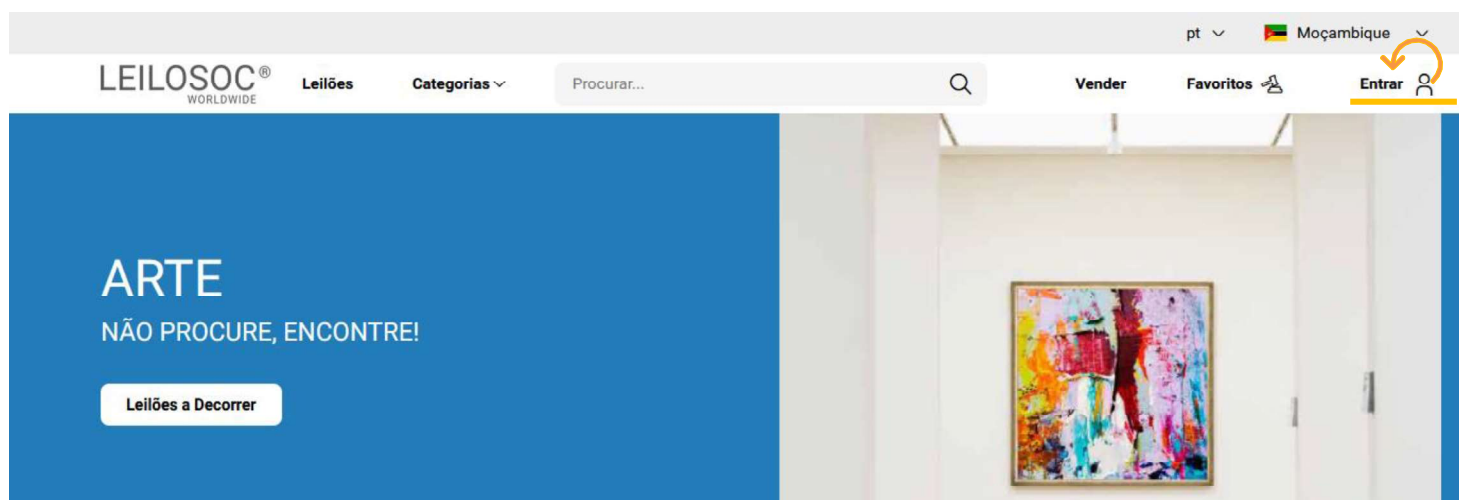 pt Moçambique
LEILOSOC® Leilões Categorias Procurar... Vender Favoritos Entrar
WORLDWIDE
ARTE
NÃO PROCURE, ENCONTRE!
Leilões a Decorrer